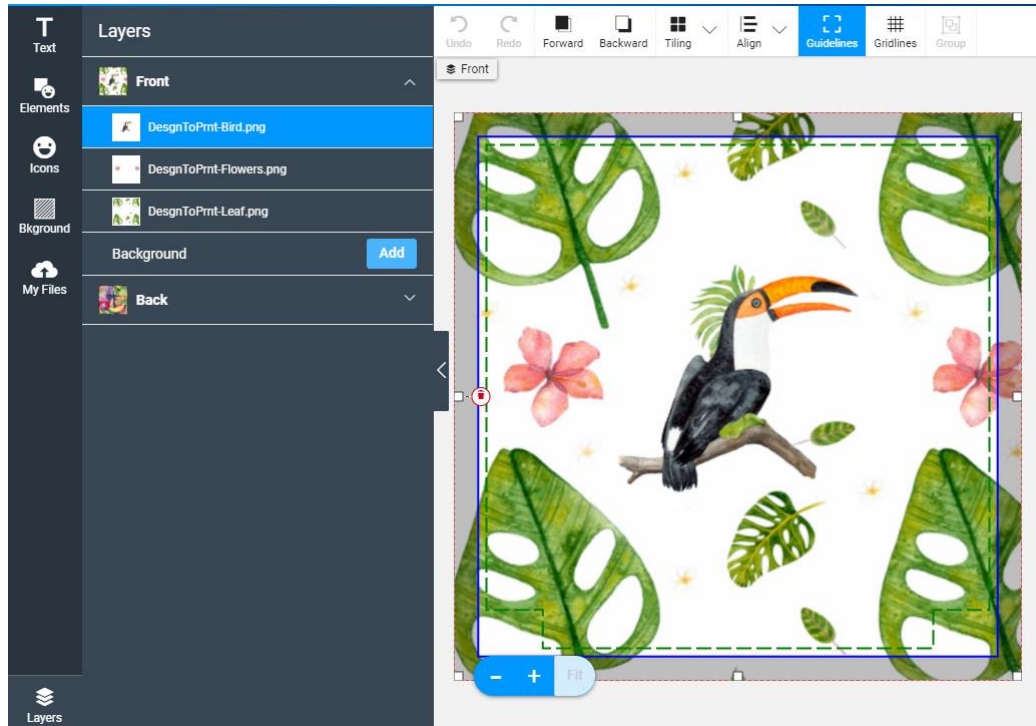 Text
Elements
Icons
Bkground
My Files
Layers
Layers
Front
DesgnToPrnt-Bird.png
DesgnToPrnt-Flowers.png
DesgnToPrnt-Leaf.png
Background
Add
Back
Undo
Redo
Forward
Backward
Tiling
Align
Guidelines
Gridlines
Group
Front
- + Fit